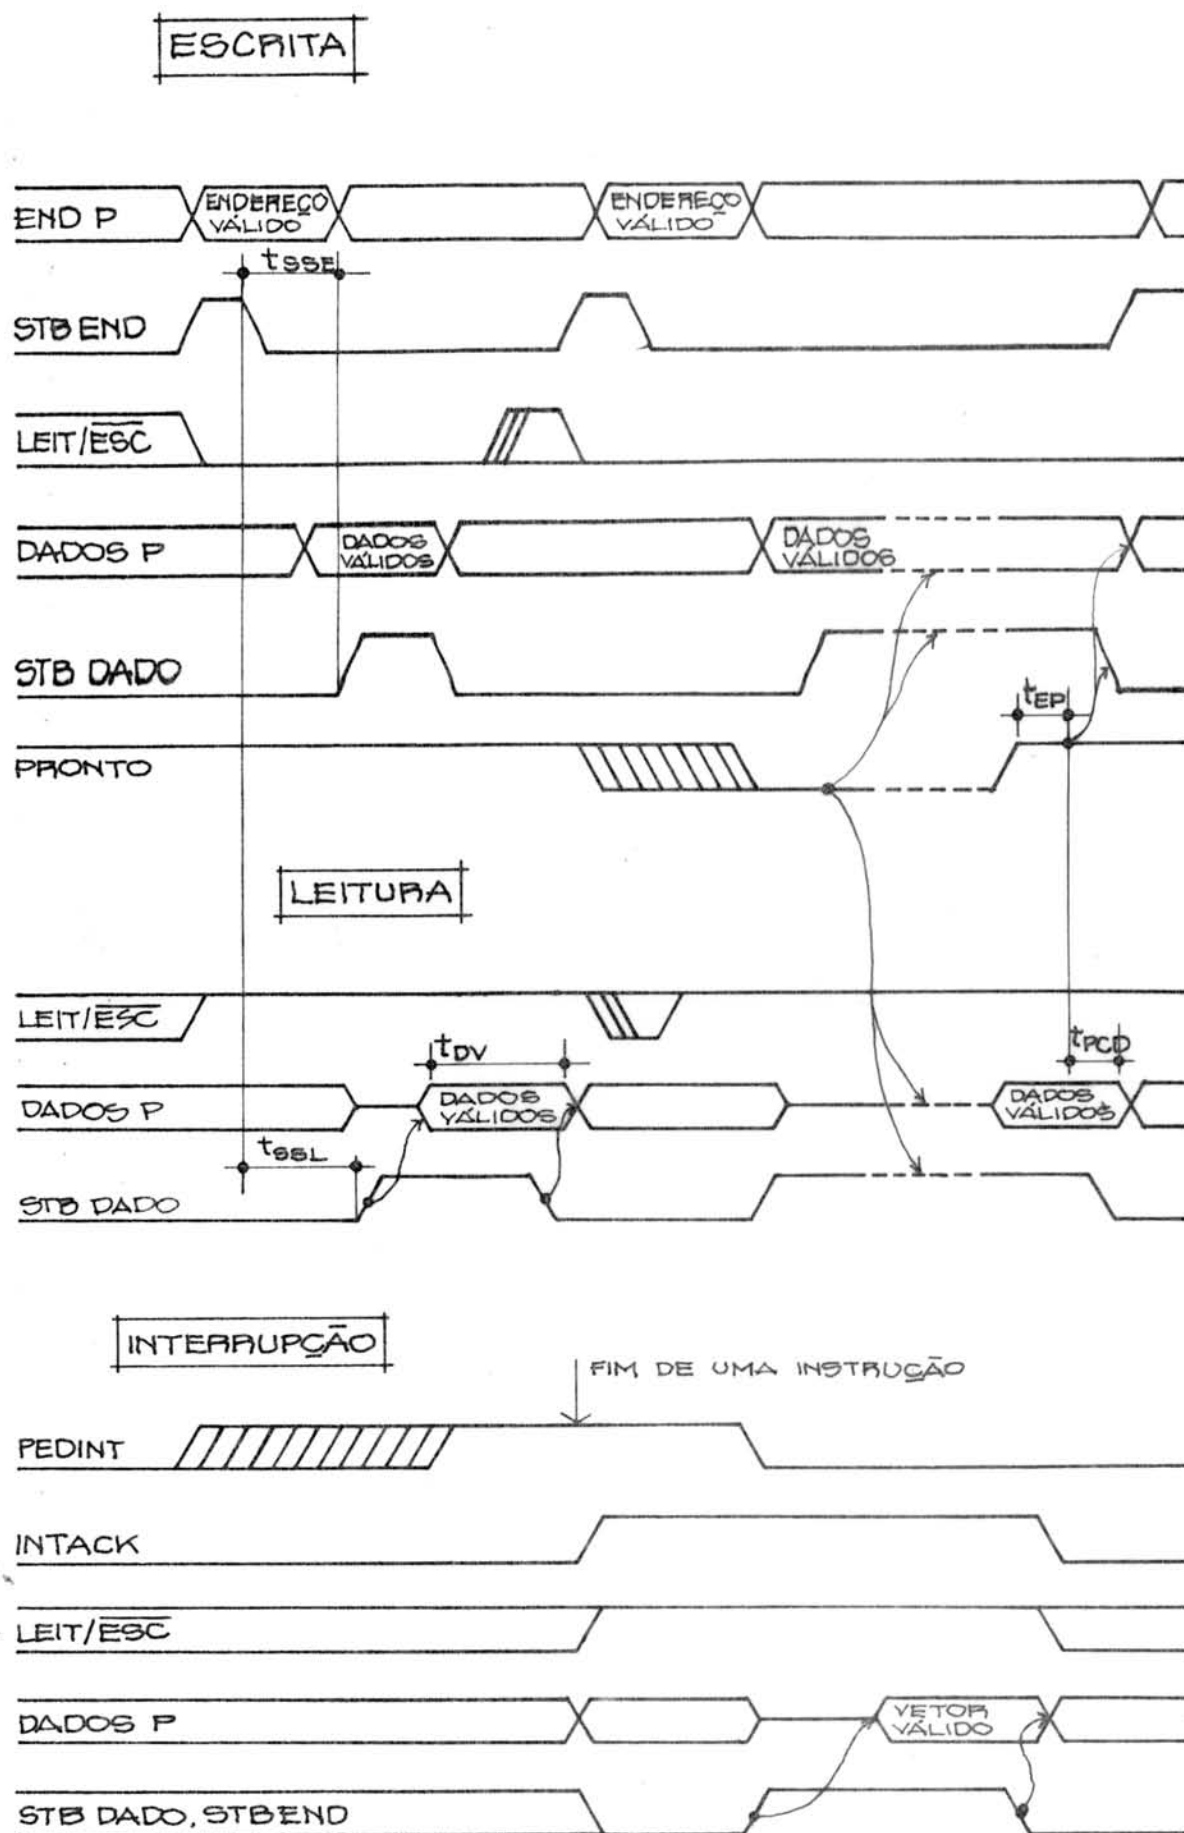 ESCRITA
END P
ENDEREÇO
VÁLIDO
ENDEREÇO
VÁLIDO
tSSE
STB END
LEIT/ESC
DADOS P
DADOS
VÁLIDOS
DADOS
VÁLIDOS
STB DADO
tEP
PRONTO
LEITURA
LEIT/ESC
tDV
tPCD
DADOS P
DADOS
VÁLIDOS
DADOS
VÁLIDOS
tSSL
STB DADO
INTERRUPÇÃO
FIM DE UMA INSTRUÇÃO
PEDINT
INTACK
LEIT/ESC
DADOS P
VETOR
VÁLIDO
STB DADO, STBEND